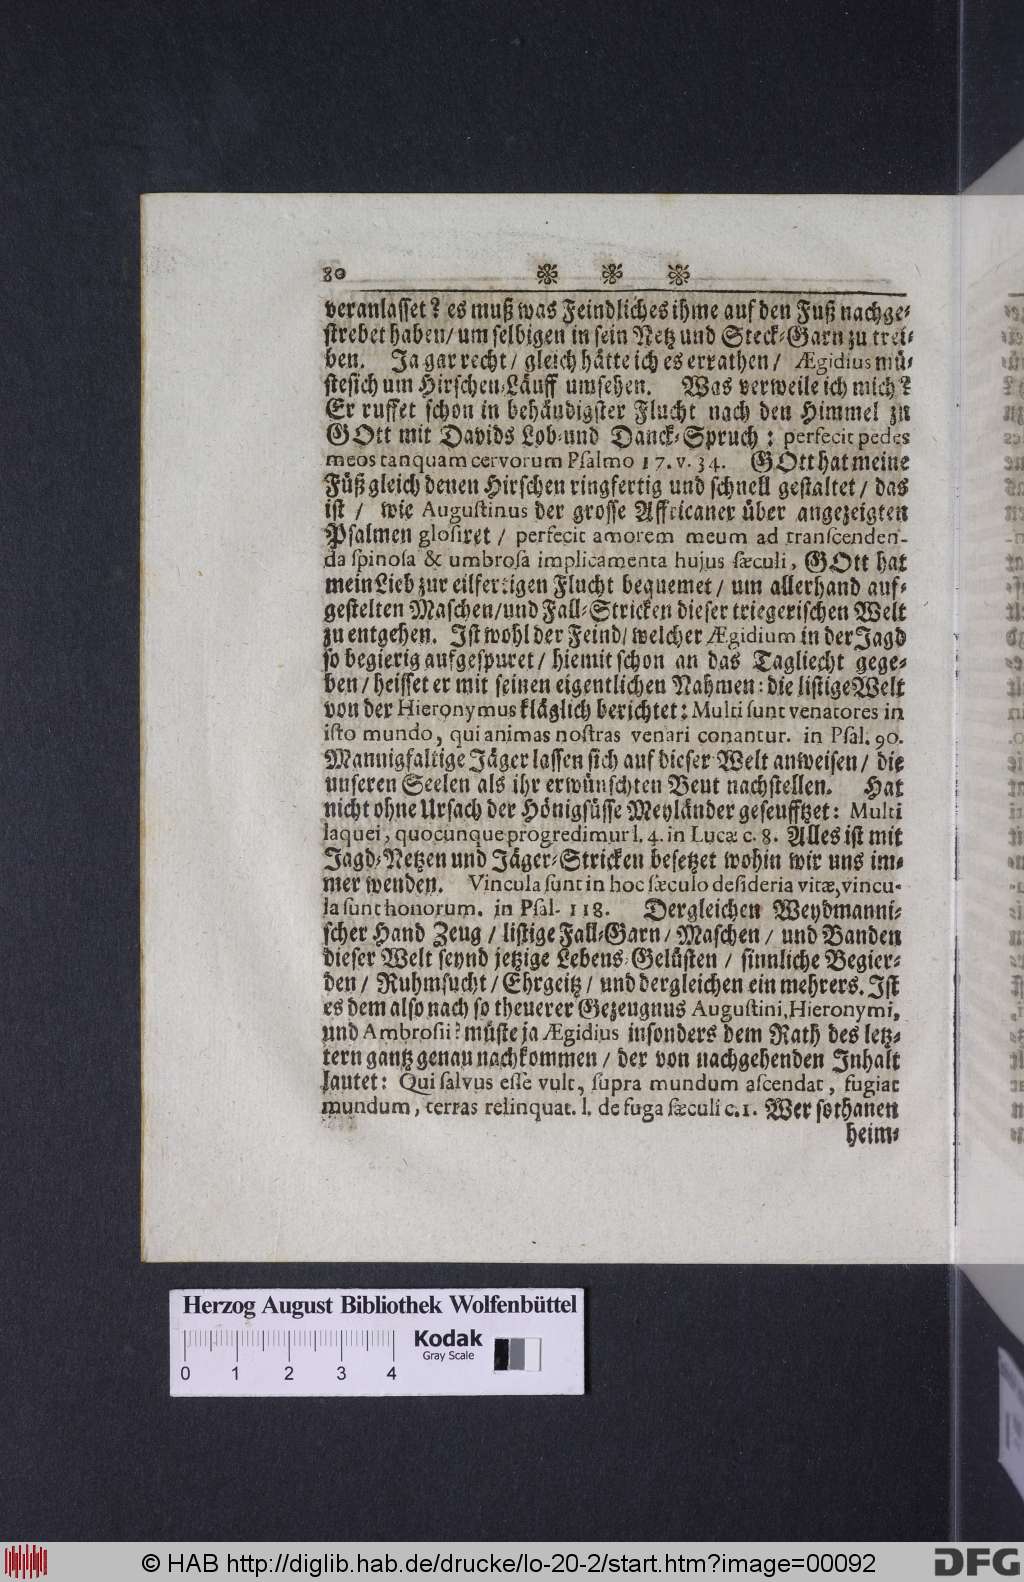 80
veranlasset? es muß was Feindliches ihme auf den Fuß nachge-
strebet haben/ um selbigen in sein Netz und Steck-Garn zu trei-
ben. Ja gar recht/ gleich hätte ich es errathen/ Ægidius mü-
ste sich um Hirschen-Läuff umsehen. Was verweile ich mich?
Er ruffet schon in behändigster Flucht nach den Himmel zu
GOtt mit Davids Lob- und Danck-Spruch: perfecit pedes
meos tanquam cervorum Psalmo 17. v. 34. GOtt hat meine
Füß gleich denen Hirschen ringfertig und schnell gestaltet/ das
ist/ wie Augustinus der grosse Affricaner über angezeigten
Psalmen glosiret/ perfecit amorem meum ad transcenden-
da spinosa & umbrosa implicamenta hujus sæculi, GOtt hat
mein Lieb zur eilfertigen Flucht bequemet/ um allerhand auf-
gestelten Maschen/ und Fall-Stricken dieser triegerischen Welt
zu entgehen. Ist wohl der Feind/ welcher Ægidium in der Jagd
so begierig aufgespuret/ hiemit schon an das Tagliecht gege-
ben/ heisset er mit seinen eigentlichen Nahmen: die listige Welt
von der Hieronymus kläglich berichtet: Multi sunt venatores in
isto mundo, qui animas nostras venari conantur. in Psal. 90.
Mannigfaltige Jäger lassen sich auf dieser Welt anweisen/ die
unseren Seelen als ihr erwünschten Beut nachstellen. Hat
nicht ohne Ursach der Hönigsüsse Meyländer geseufftzet: Multi
laquei, quocunque progredimur l. 4. in Lucæ c. 8. Alles ist mit
Jagd-Netzen und Jäger-Stricken besetzet wohin wir uns im-
mer wenden. Vincula sunt in hoc sæculo desideria vitæ, vincu-
la sunt honorum. in Psal. 118. Dergleichen Weydmanni-
scher Hand Zeug/ listige Fall-Garn/ Maschen/ und Banden
dieser Welt seynd jetzige Lebens-Gelüsten/ sinnliche Begier-
den/ Ruhmsucht/ Ehrgeitz/ und dergleichen ein mehrers. Ist
es dem also nach so theuerer Gezeugnus Augustini, Hieronymi,
und Ambrosii? müste ja Ægidius insonders dem Rath des letz-
tern gantz genau nachkommen/ der von nachgehenden Inhalt
lautet: Qui salvus esse vult, supra mundum ascendat, fugiat
mundum, terras relinquat. l. de fuga sæculi c. 1. Wer sothanen
heim-
Herzog August Bibliothek Wolfenbüttel
Kodak
Gray Scale
0 1 2 3 4
© HAB http://diglib.hab.de/drucke/lo-20-2/start.htm?image=00092
DFG